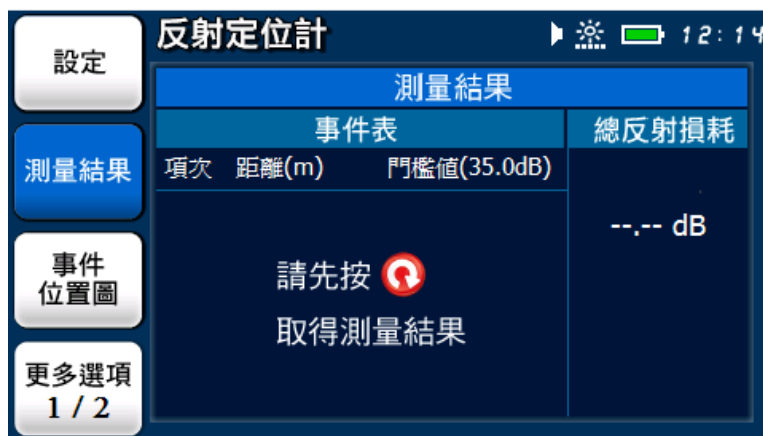 反射定位計
12:14
設定
測量結果
事件
位置圖
更多選項
1 / 2
測量結果
事件表
總反射損耗
項次 距離(m) 門檻值(35.0dB)
--.-- dB
請先按
取得測量結果